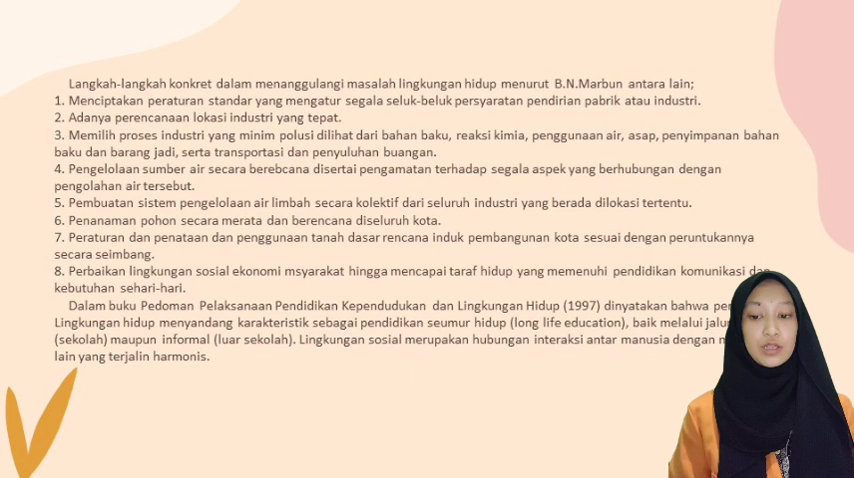 Langkah-langkah konkret dalam menanggulangi masalah lingkungan hidup menurut B.N.Marbun antara lain;
1. Menciptakan peraturan standar yang mengatur segala seluk-beluk persyaratan pendirian pabrik atau industri.
2. Adanya perencanaan lokasi industri yang tepat.
3. Memilih proses industri yang minim polusi dilihat dari bahan baku, reaksi kimia, penggunaan air, asap, penyimpanan bahan
baku dan barang jadi, serta transportasi dan penyuluhan buangan.
4. Pengelolaan sumber air secara berebcana disertai pengamatan terhadap segala aspek yang berhubungan dengan
pengolahan air tersebut.
5. Pembuatan sistem pengelolaan air limbah secara kolektif dari seluruh industri yang berada dilokasi tertentu.
6. Penanaman pohon secara merata dan berencana diseluruh kota.
7. Peraturan dan penataan dan penggunaan tanah dasar rencana induk pembangunan kota sesuai dengan peruntukannya
secara seimbang.
8. Perbaikan lingkungan sosial ekonomi msyarakat hingga mencapai taraf hidup yang memenuhi pendidikan komunikasi dan
kebutuhan sehari-hari.
Dalam buku Pedoman Pelaksanaan Pendidikan Kependudukan dan Lingkungan Hidup (1997) dinyatakan bahwa
Lingkungan hidup menyandang karakteristik sebagai pendidikan seumur hidup (long life education), baik melalui
(sekolah) maupun informal (luar sekolah). Lingkungan sosial merupakan hubungan interaksi antar manusia dengan
lain yang terjalin harmonis.